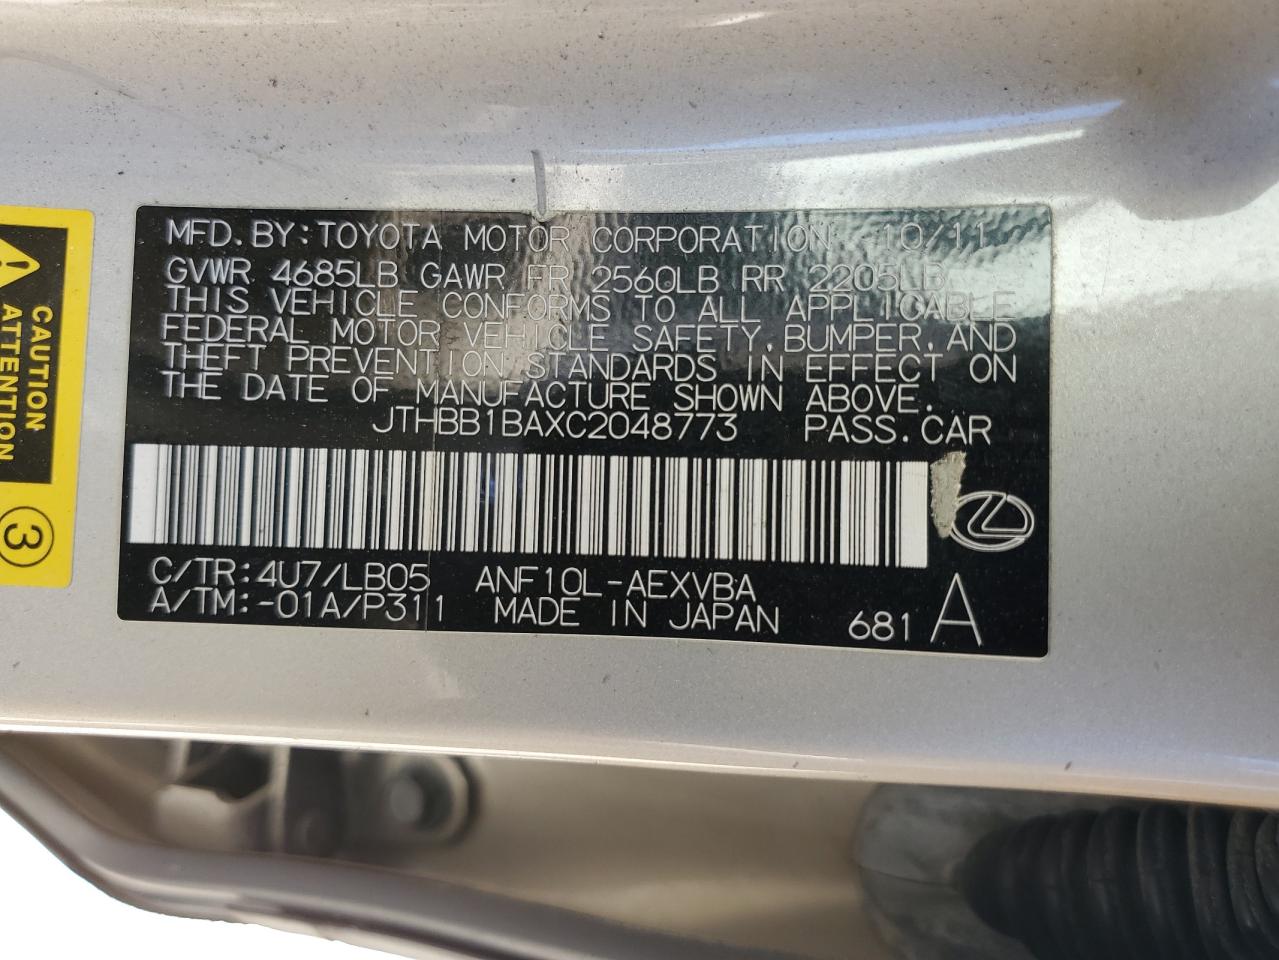 MFD. BY: TOYOTA MOTOR CORPORATION 10/11
GVWR 4685LB GAWR FR 2560LB RR 2205LB
THIS VEHICLE CONFORMS TO ALL APPLICABLE
FEDERAL MOTOR VEHICLE SAFETY, BUMPER, AND
THEFT PREVENTION STANDARDS IN EFFECT ON
THE DATE OF MANUFACTURE SHOWN ABOVE.
JTHBB1BAXC2048773 PASS. CAR
C/TR: 4U7/LB05 ANF10L-AEXVBA
A/TM: -01A/P311 MADE IN JAPAN 681 A
CAUTION
ATTENTION
3